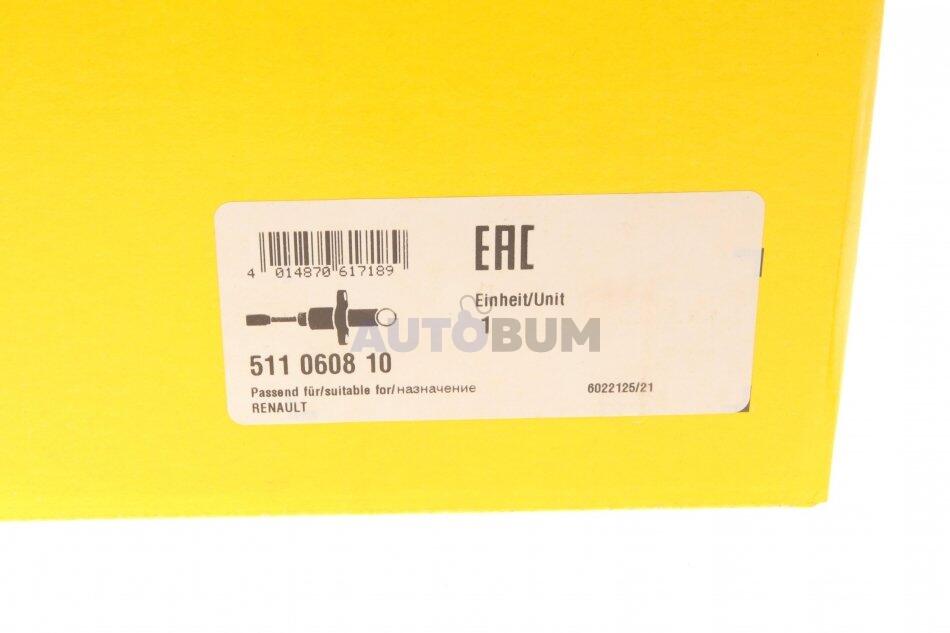 4 014870 617189
EAC
Einheit/Unit
1
AUTOBUM
511 0608 10
Passend für/suitable for/назначение
RENAULT
6022125/21